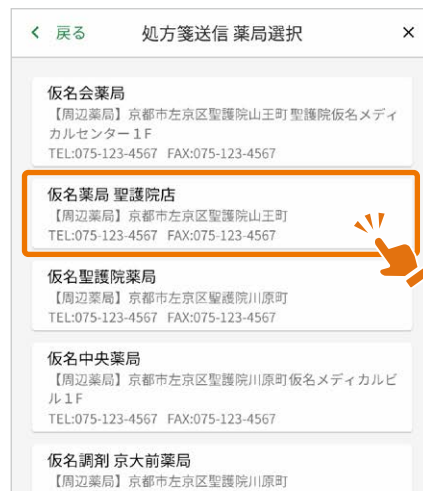 戻る 処方箋送信 薬局選択 ×
仮名会薬局
【周辺薬局】京都市左京区聖護院山王町聖護院仮名メディ
カルセンター１F
TEL:075-123-4567 FAX:075-123-4567
仮名薬局 聖護院店
【周辺薬局】京都市左京区聖護院山王町
TEL:075-123-4567 FAX:075-123-4567
仮名聖護院薬局
【周辺薬局】京都市左京区聖護院川原町
TEL:075-123-4567 FAX:075-123-4567
仮名中央薬局
【周辺薬局】京都市左京区聖護院川原町仮名メディカルビ
ル１F
TEL:075-123-4567 FAX:075-123-4567
仮名調剤 京大前薬局
【周辺薬局】京都市左京区聖護院川原町